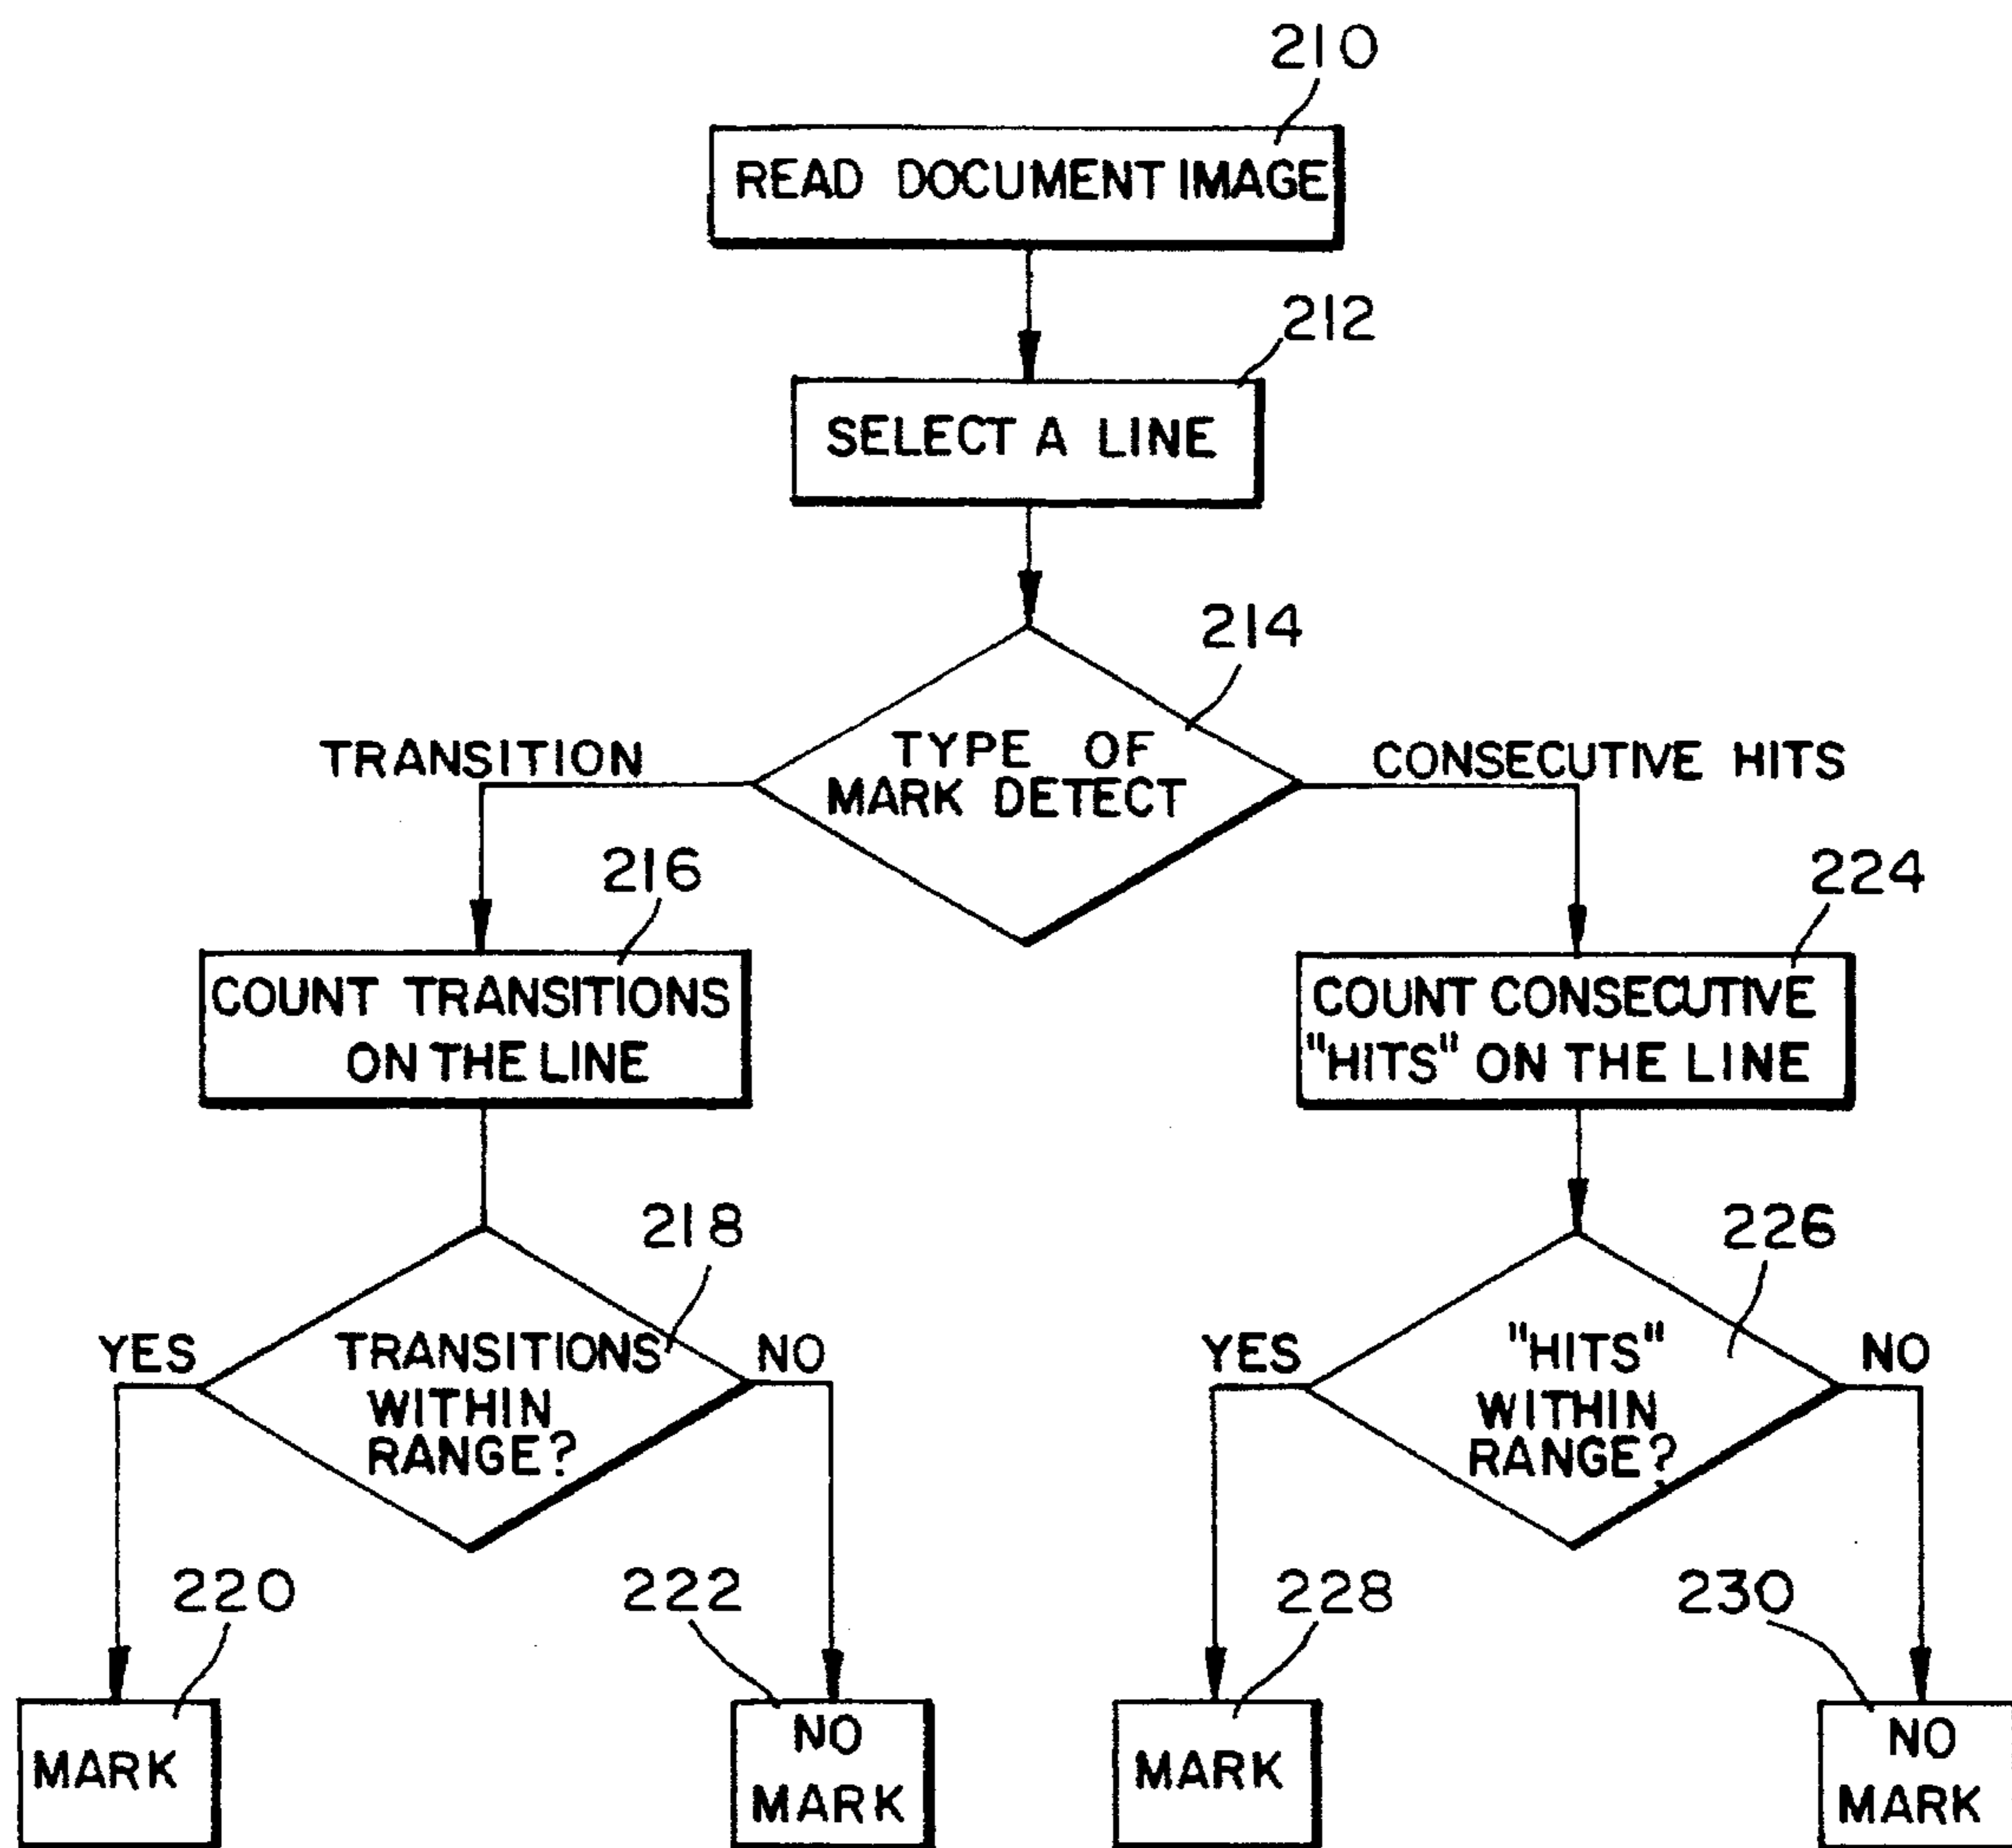 210
READ DOCUMENT IMAGE
212
SELECT A LINE
214
TYPE OF
MARK DETECT
TRANSITION
CONSECUTIVE HITS
216
COUNT TRANSITIONS
ON THE LINE
224
COUNT CONSECUTIVE
"HITS" ON THE LINE
218
TRANSITIONS
WITHIN
RANGE?
YES
NO
226
"HITS"
WITHIN
RANGE?
YES
NO
220
MARK
222
NO
MARK
228
MARK
230
NO
MARK